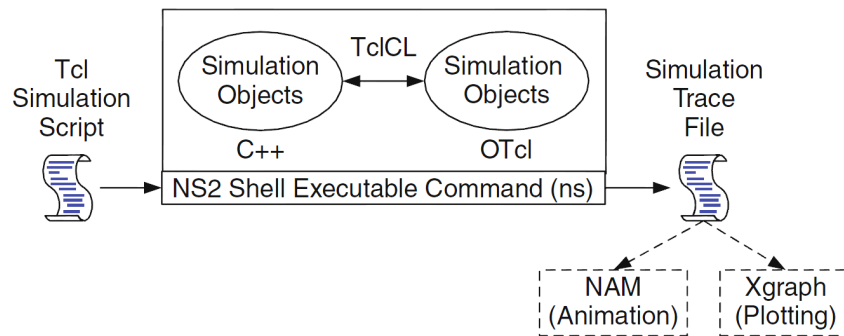 Tcl
Simulation
Script
TclCL
Simulation
Objects
Simulation
Objects
C++
OTcl
NS2 Shell Executable Command (ns)
Simulation
Trace
File
NAM
(Animation)
Xgraph
(Plotting)